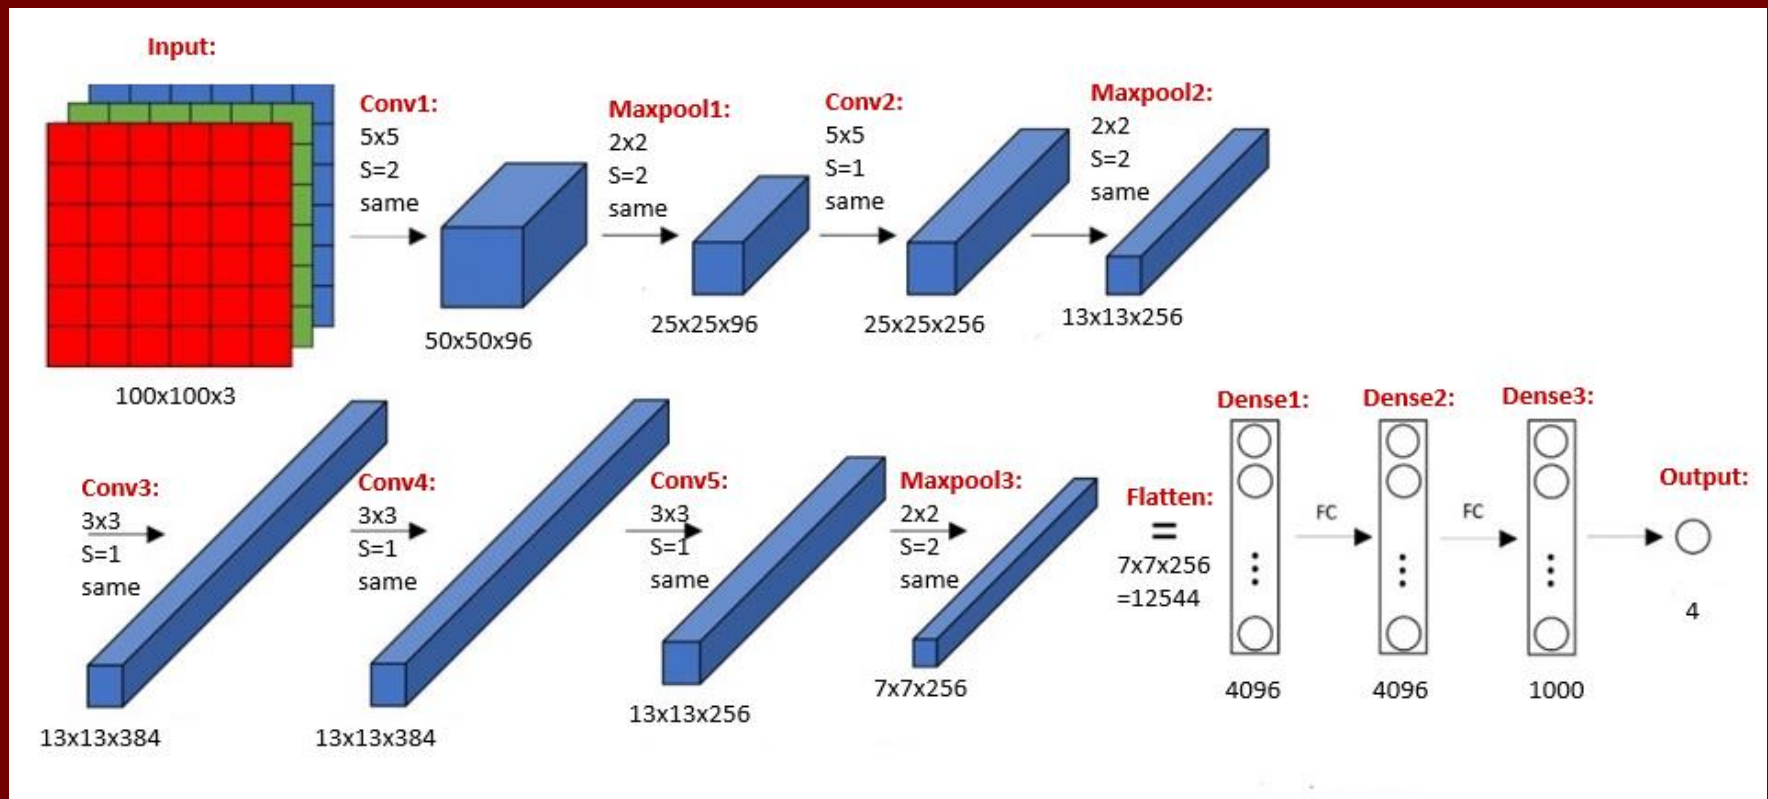 Input:
100x100x3
Conv1:
5x5
S=2
same
50x50x96
Maxpool1:
2x2
S=2
same
25x25x96
Conv2:
5x5
S=1
same
25x25x256
Maxpool2:
2x2
S=2
same
13x13x256
Conv3:
3x3
S=1
same
13x13x384
Conv4:
3x3
S=1
same
13x13x384
Conv5:
3x3
S=1
same
13x13x256
Maxpool3:
2x2
S=2
same
7x7x256
Flatten:
=
7x7x256
=12544
Dense1:
4096
FC
Dense2:
4096
FC
Dense3:
1000
Output:
4